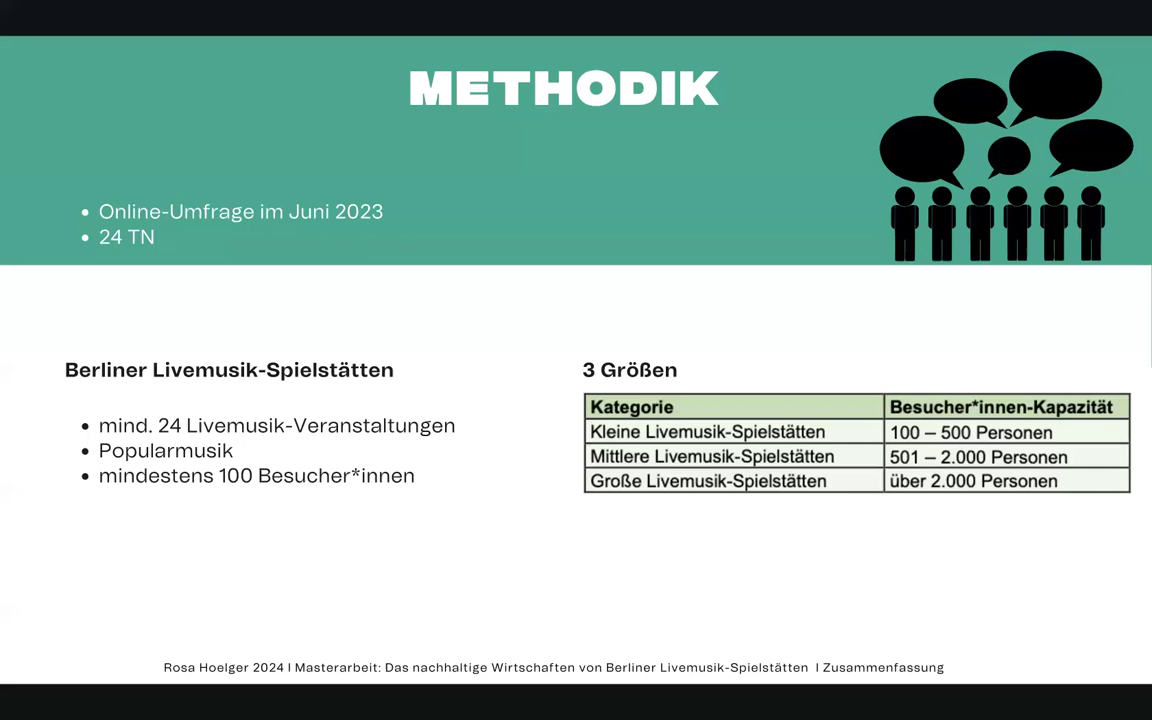 METHODIK
• Online-Umfrage im Juni 2023
• 24 TN
Berliner Livemusik-Spielstätten
• mind. 24 Livemusik-Veranstaltungen
• Popularmusik
• mindestens 100 Besucher*innen
3 Größen
Kategorie Besucher*innen-Kapazität
Kleine Livemusik-Spielstätten 100 – 500 Personen
Mittlere Livemusik-Spielstätten 501 – 2.000 Personen
Große Livemusik-Spielstätten über 2.000 Personen
Rosa Hoelger 2024 I Masterarbeit: Das nachhaltige Wirtschaften von Berliner Livemusik-Spielstätten I Zusammenfassung